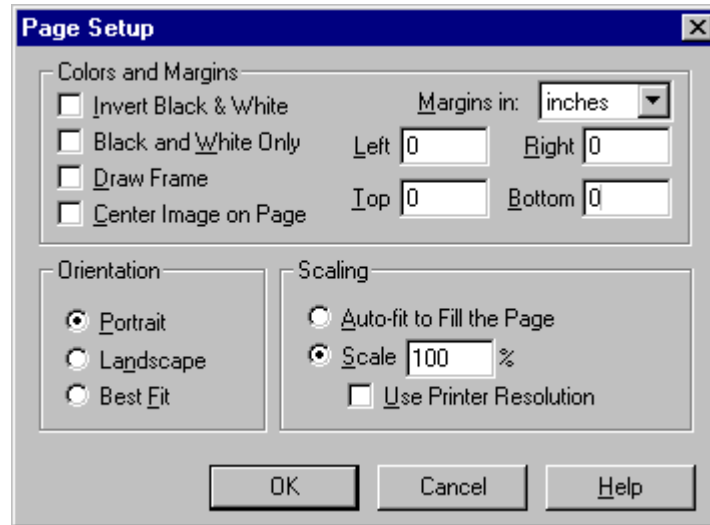 Page Setup
Colors and Margins
Invert Black & White
Margins in: inches
Black and White Only
Left 0 Right 0
Draw Frame
Top 0 Bottom 0
Center Image on Page
Orientation
Portrait
Landscape
Best Fit
Scaling
Auto-fit to Fill the Page
Scale 100 %
Use Printer Resolution
OK Cancel Help